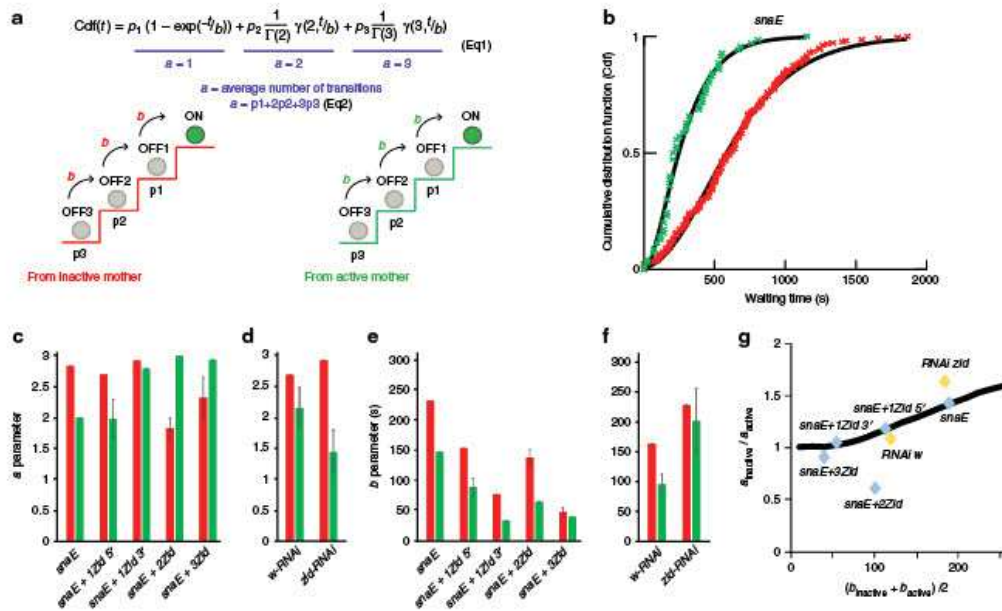 a
Cdf(t) = p1 (1 – exp(-t/b)) + p2 1/Γ(2) γ(2,t/b) + p3 1/Γ(3) γ(3,t/b)
(Eq1)
a = 1
a = 2
a = 3
a = average number of transitions
a = p1+2p2+3p3 (Eq2)
b
ON
b
OFF1
b
OFF2
p1
OFF3
p2
p3
From inactive mother
b
ON
b
OFF1
b
OFF2
p1
OFF3
p2
p3
From active mother
b
snaE
Cumulative distribution function (Cdf)
1
0.5
0
500
1000
1500
2000
Waiting time (s)
c
a parameter
3
2.5
2
1.5
1
0.5
0
snaE
snaE + 1Zld 5′
snaE + 1Zld 3′
snaE + 2Zld
snaE + 3Zld
d
3
2.5
2
1.5
1
0.5
0
w-RNAi
zld-RNAi
e
b parameter (s)
300
250
200
150
100
50
0
snaE
snaE + 1Zld 5′
snaE + 1Zld 3′
snaE + 2Zld
snaE + 3Zld
f
300
250
200
150
100
50
0
w-RNAi
zld-RNAi
g
ainactive / aactive
2
1.5
1
1.5
0
RNAi zld
snaE+1Zld 5′
snaE
snaE+1Zld 3′
RNAi w
snaE+3Zld
snaE+2Zld
0
100
200
(binactive + bactive) /2